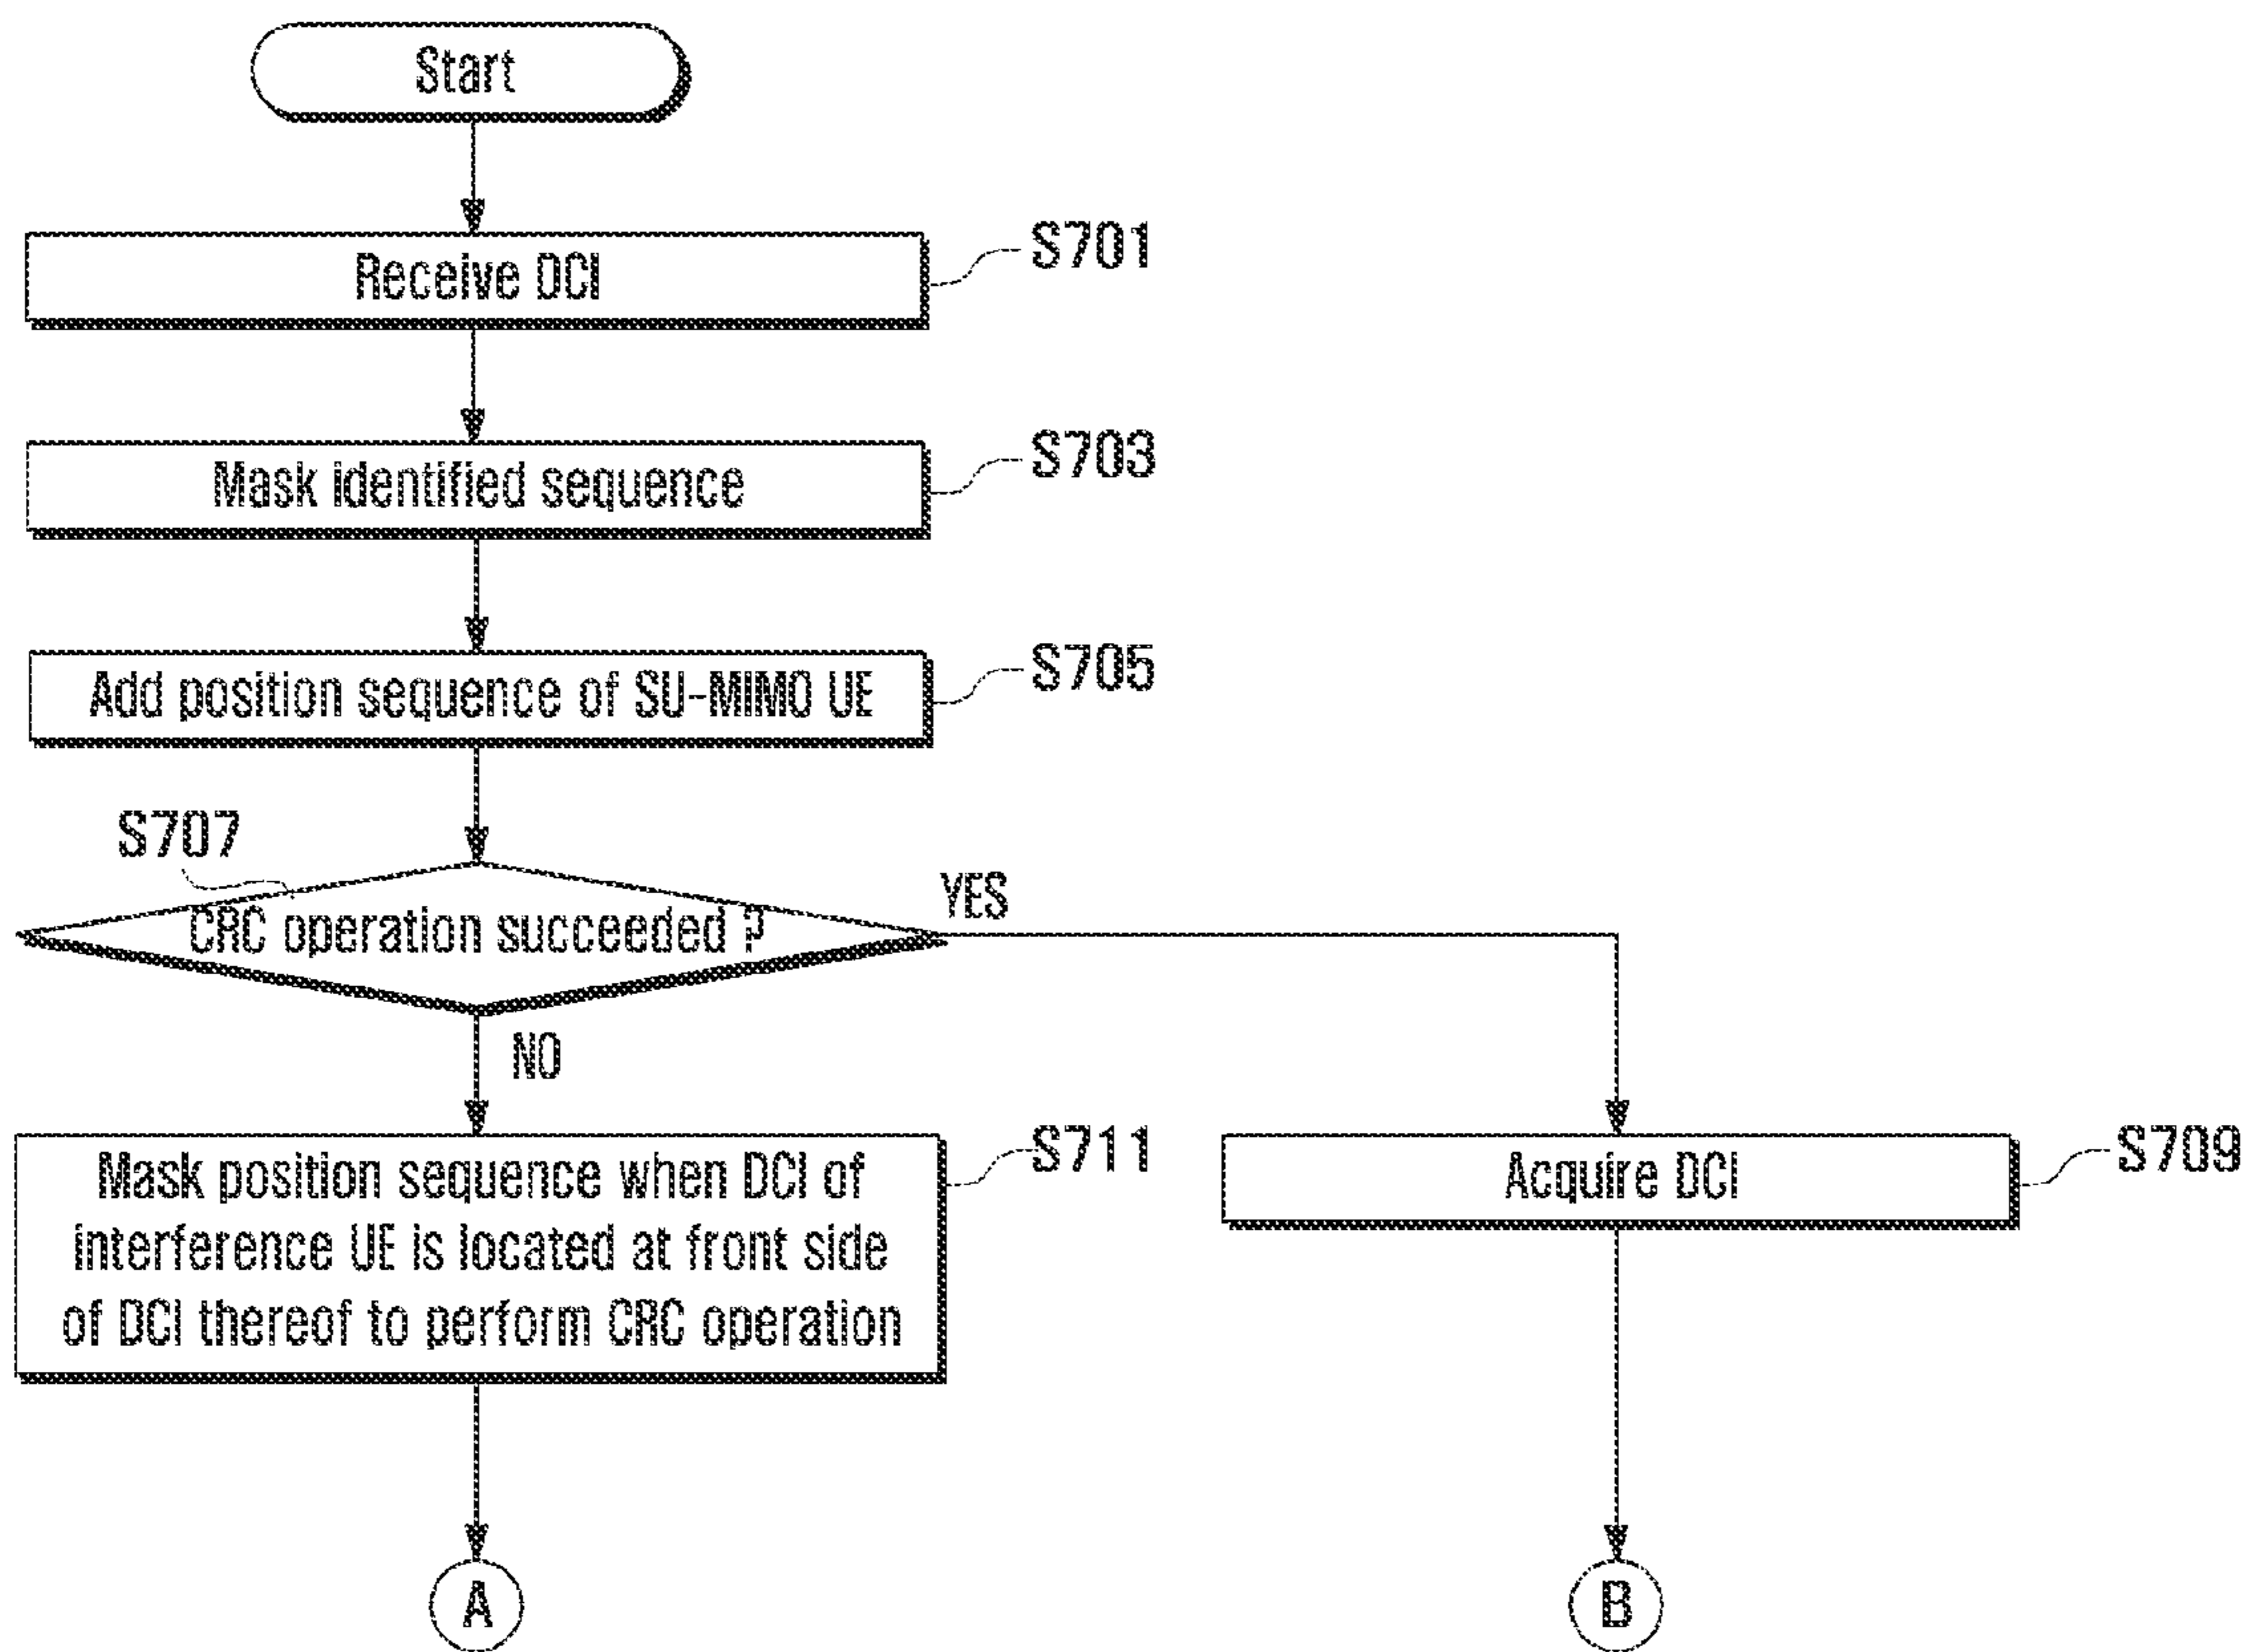 Start
Receive DCI
S701
Mask identified sequence
S703
Add position sequence of SU-MIMO UE
S705
S707
CRC operation succeeded ?
YES
NO
Mask position sequence when DCI of
interference UE is located at front side
of DCI thereof to perform CRC operation
S711
Acquire DCI
S709
A
B